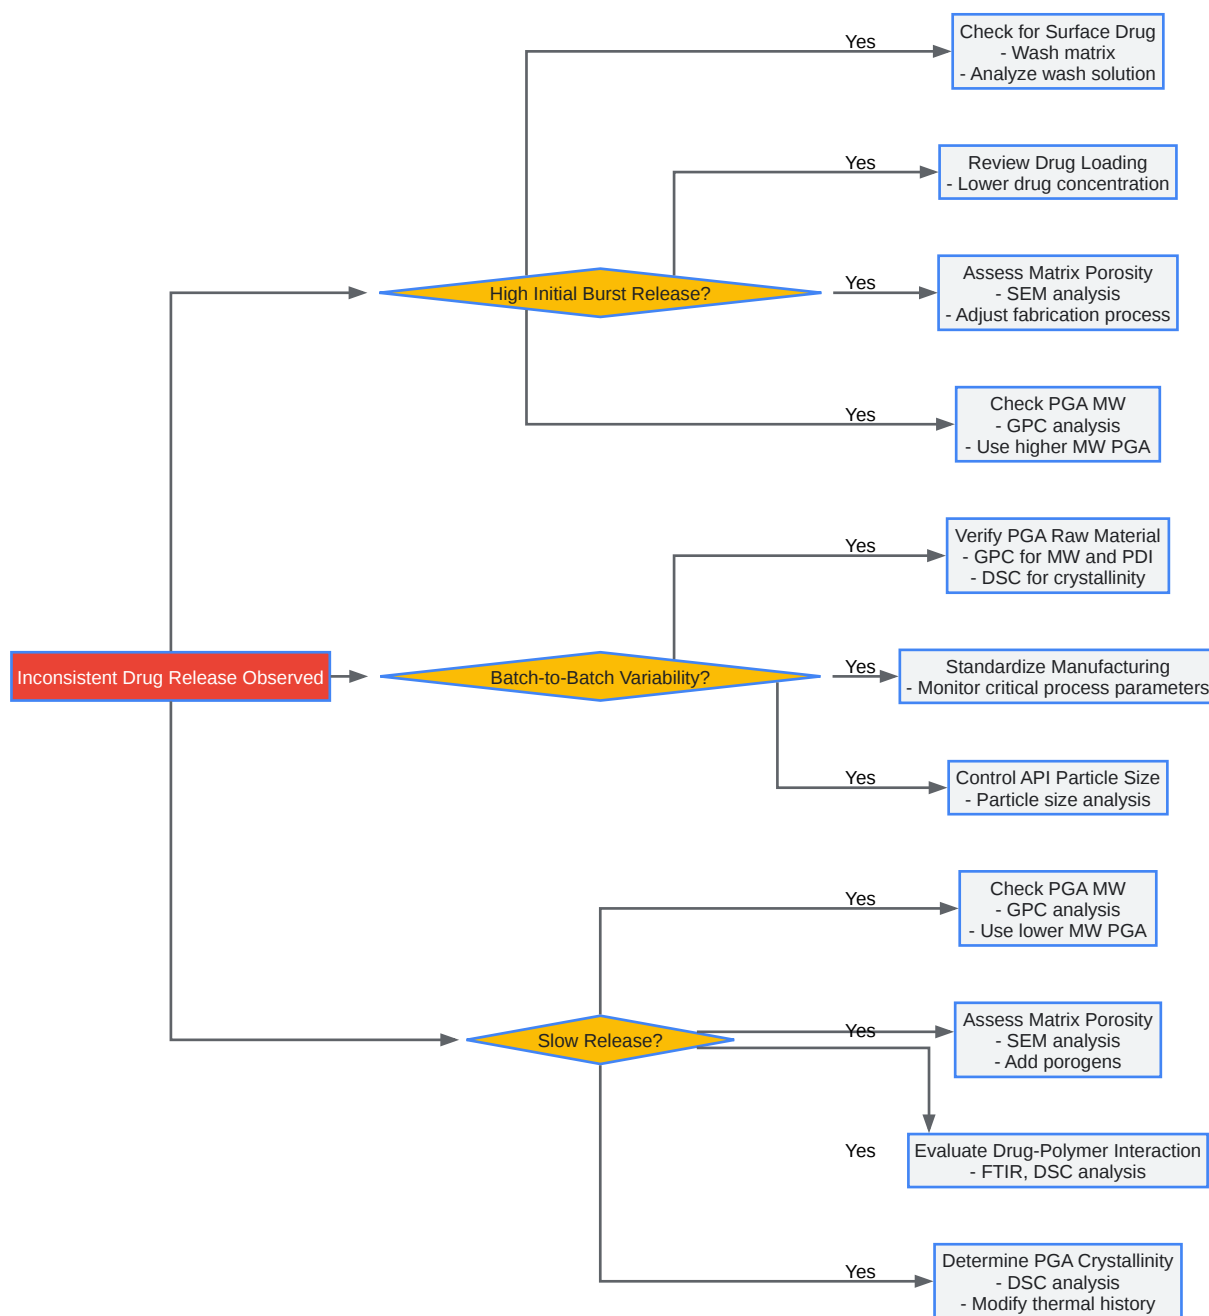 Yes
Check for Surface Drug
- Wash matrix
- Analyze wash solution
Yes
Review Drug Loading
- Lower drug concentration
High Initial Burst Release?
Yes
Assess Matrix Porosity
- SEM analysis
- Adjust fabrication process
Yes
Check PGA MW
- GPC analysis
- Use higher MW PGA
Yes
Verify PGA Raw Material
- GPC for MW and PDI
- DSC for crystallinity
Inconsistent Drug Release Observed
Batch-to-Batch Variability?
Yes
Standardize Manufacturing
- Monitor critical process parameters
Yes
Control API Particle Size
- Particle size analysis
Yes
Check PGA MW
- GPC analysis
- Use lower MW PGA
Slow Release?
Yes
Assess Matrix Porosity
- SEM analysis
- Add porogens
Yes
Evaluate Drug-Polymer Interaction
- FTIR, DSC analysis
Yes
Determine PGA Crystallinity
- DSC analysis
- Modify thermal history